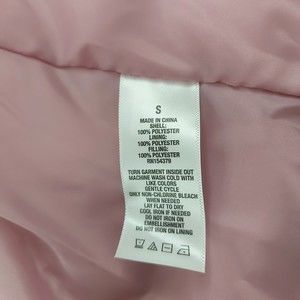 S
MADE IN CHINA
SHELL:
100% POLYESTER
LINING:
100% POLYESTER
FILLING:
100% POLYESTER
RN154379
TURN GARMENT INSIDE OUT
MACHINE WASH COLD WITH
LIKE COLORS
GENTLE CYCLE
ONLY NON-CHLORINE BLEACH
WHEN NEEDED
LAY FLAT TO DRY
COOL IRON IF NEEDED
DO NOT IRON ON
EMBELLISHMENT
DO NOT IRON ON LINING